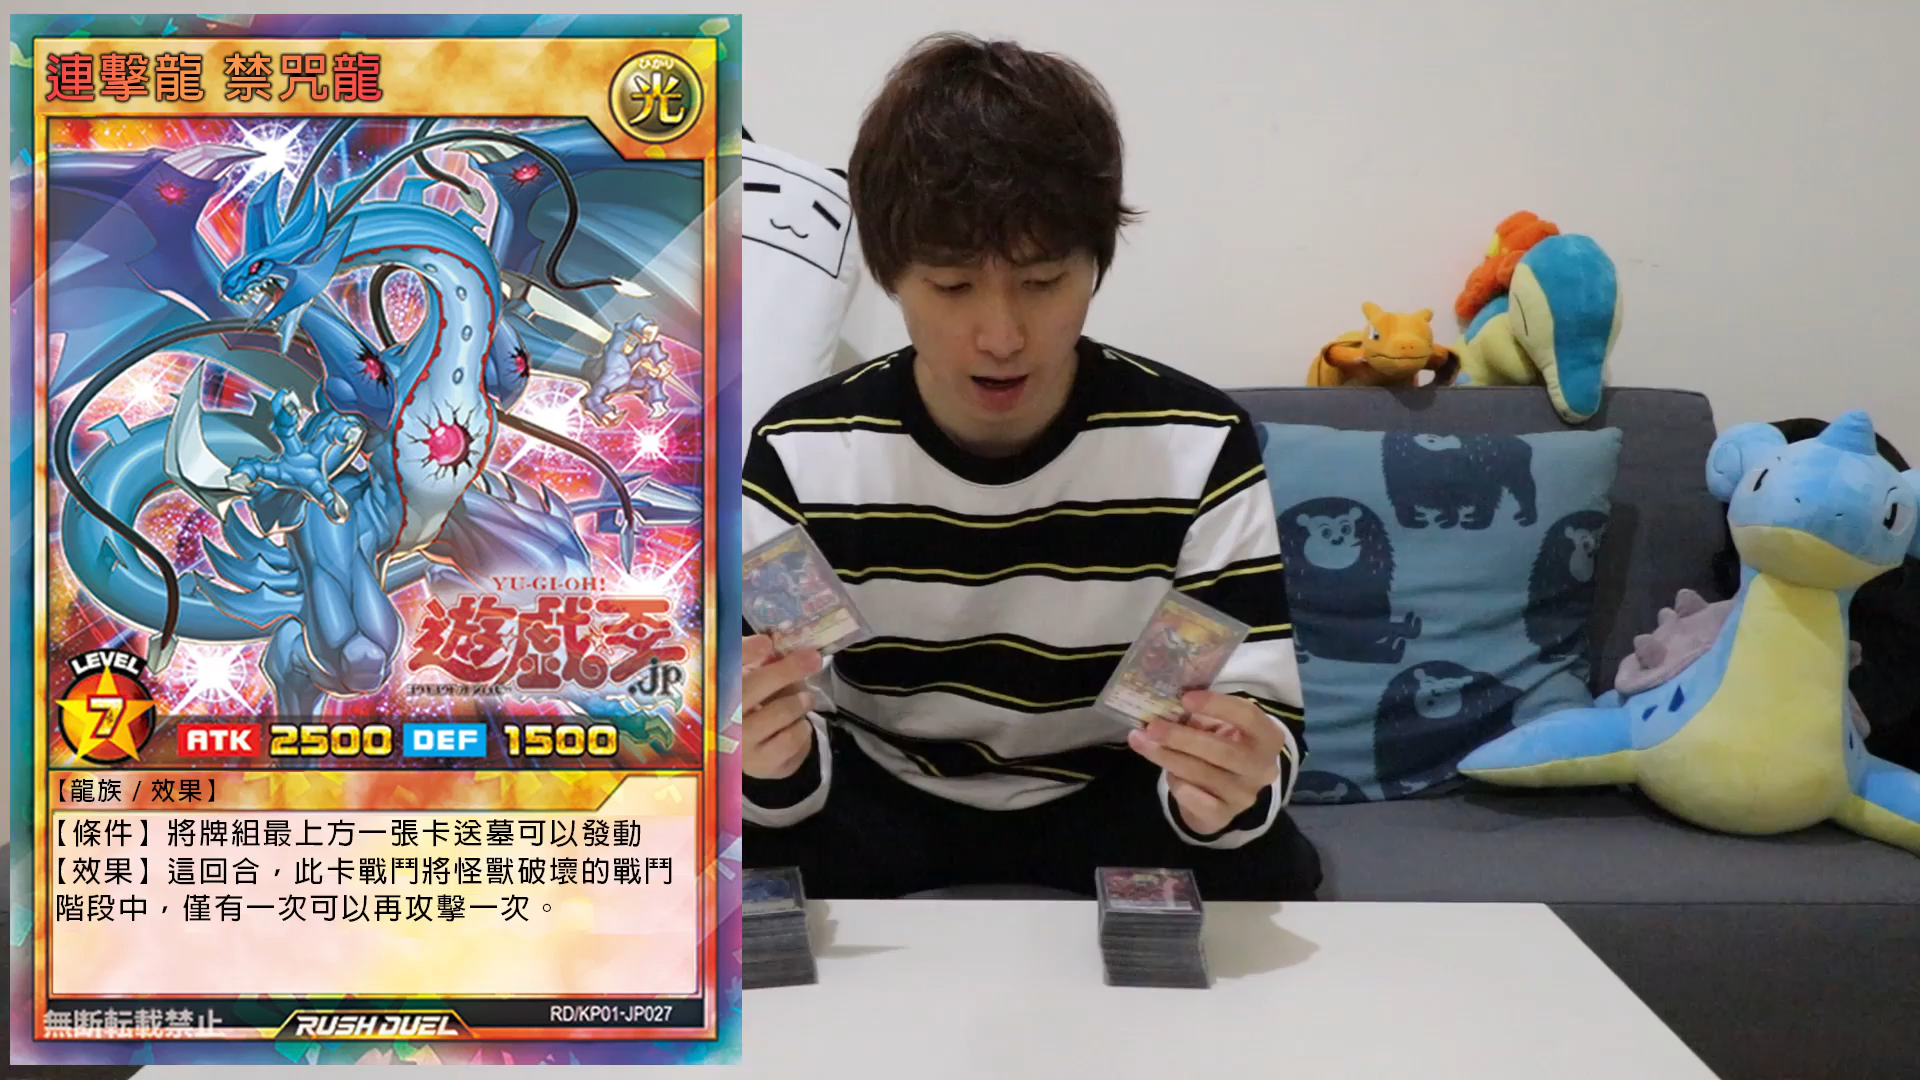 連擊龍 禁咒龍
ひかり
光
YU-GI-OH!
遊戯王
.jp
LEVEL
7
ATK 2500 DEF 1500
【龍族 / 效果】
【條件】將牌組最上方一張卡送墓可以發動
【效果】這回合，此卡戰鬥將怪獸破壞的戰鬥
階段中，僅有一次可以再攻擊一次。
無断転載禁止
RUSH DUEL
RD/KP01-JP027